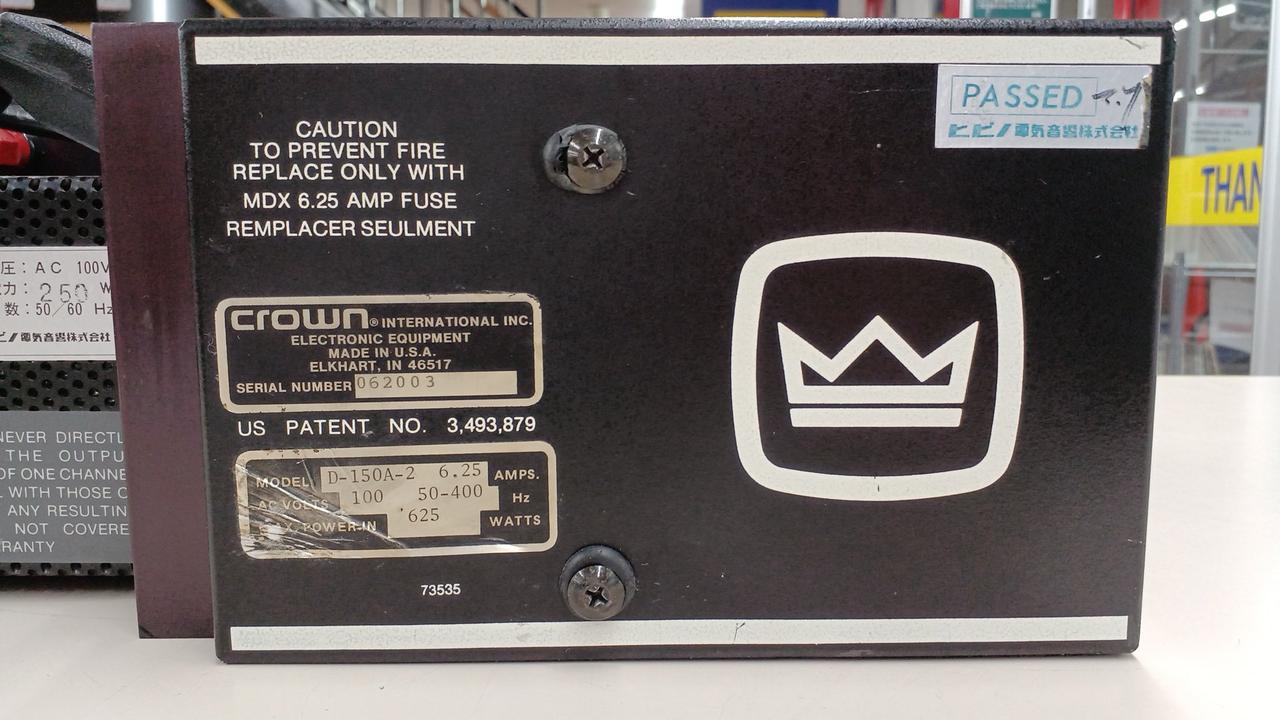 CAUTION
TO PREVENT FIRE
REPLACE ONLY WITH
MDX 6.25 AMP FUSE
REMPLACER SEULMENT
PASSED
ヒビノ電気音響株式会社
crown® INTERNATIONAL INC.
ELECTRONIC EQUIPMENT
MADE IN U.S.A.
ELKHART, IN 46517
SERIAL NUMBER 062003
US PATENT NO. 3,493,879
MODEL D-150A-2 6.25 AMPS.
AC VOLTS 100 50-400 Hz
MAX. POWER-IN 625 WATTS
73535
圧：AC 100V
力：250 W
数：50/60 Hz
ヒビノ電気音響株式会社
NEVER DIRECTL
THE OUTPU
OF ONE CHANNE
WITH THOSE O
ANY RESULTIN
NOT COVERE
RANTY
THAN